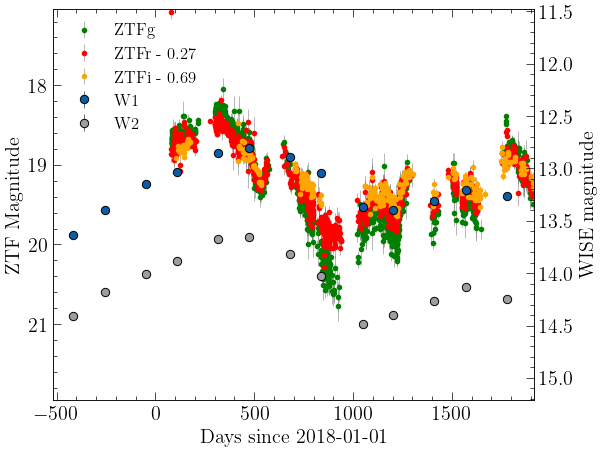 ZTFg
ZTFr - 0.27
ZTFi - 0.69
W1
W2
18
19
20
21
ZTF Magnitude
11.5
12.0
12.5
13.0
13.5
14.0
14.5
15.0
WISE magnitude
−500
0
500
1000
1500
Days since 2018-01-01